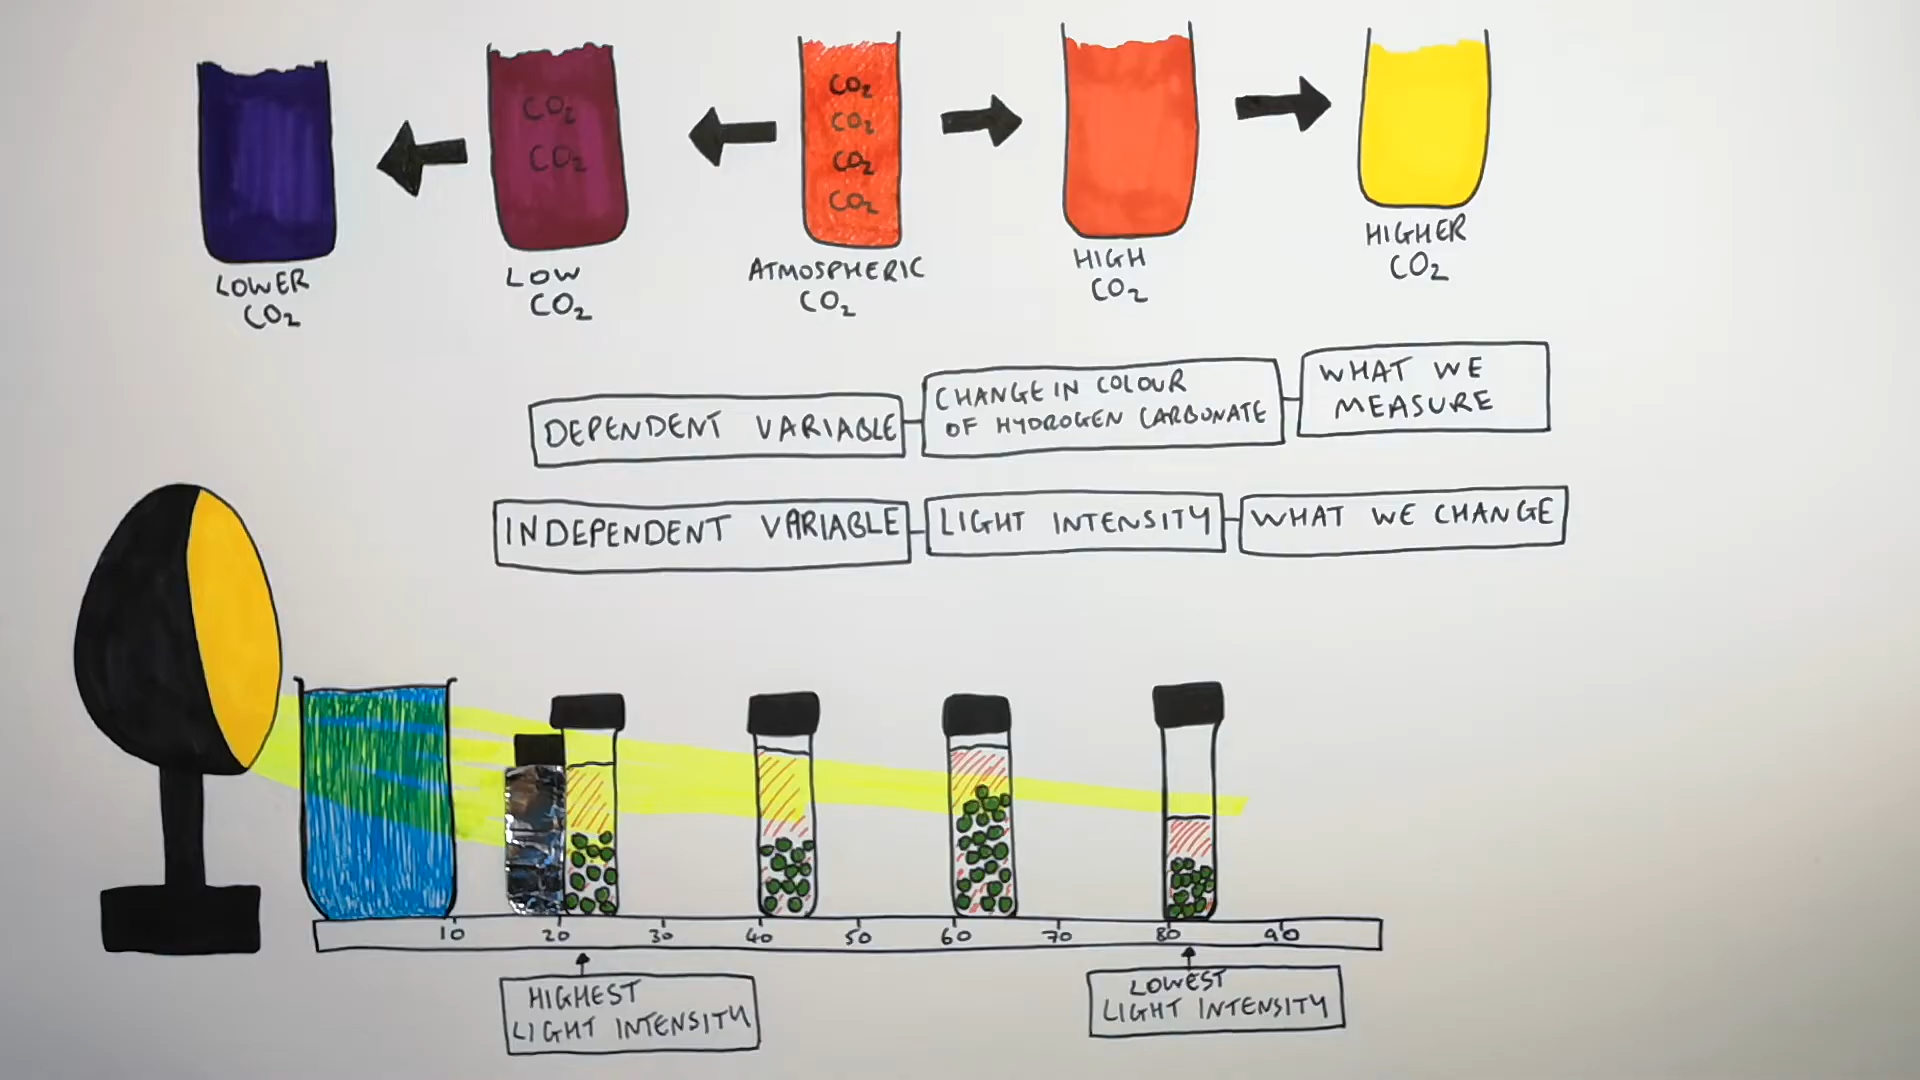 CO₂
CO₂
CO₂
CO₂
CO₂
CO₂
LOWER
CO₂
LOW
CO₂
ATMOSPHERIC
CO₂
HIGH
CO₂
HIGHER
CO₂
DEPENDENT VARIABLE
CHANGE IN COLOUR
OF HYDROGEN CARBONATE
WHAT WE
MEASURE
INDEPENDENT VARIABLE
LIGHT INTENSITY
WHAT WE CHANGE
10 20 30 40 50 60 70 80 90
HIGHEST
LIGHT INTENSITY
LOWEST
LIGHT INTENSITY